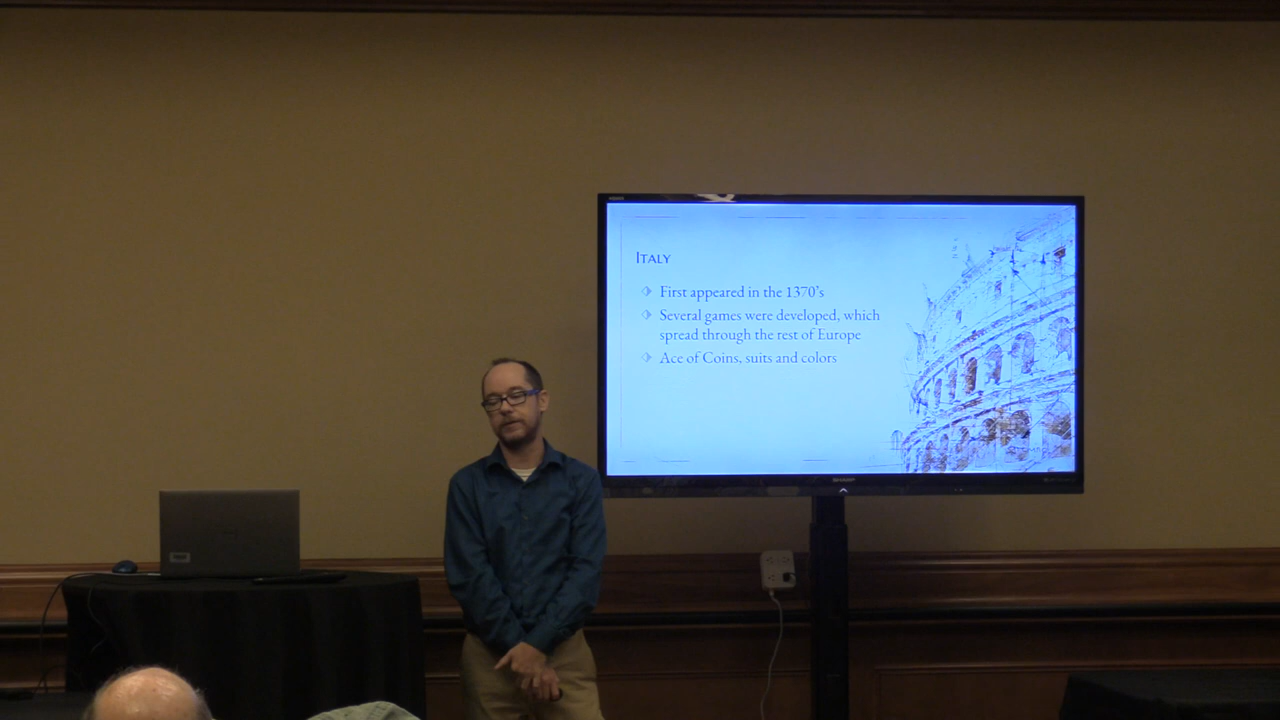 ITALY
First appeared in the 1370's
Several games were developed, which
spread through the rest of Europe
Ace of Coins, suits and colors
SHARP